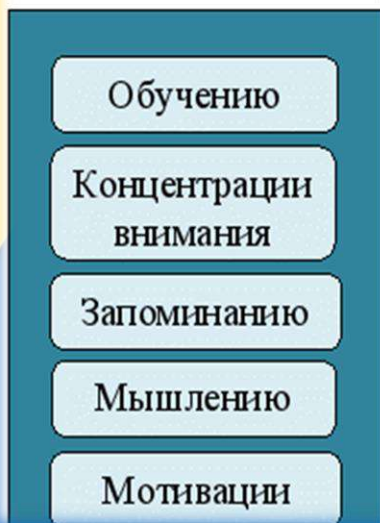 Обучению
Концентрации
внимания
Запоминанию
Мышлению
Мотивации